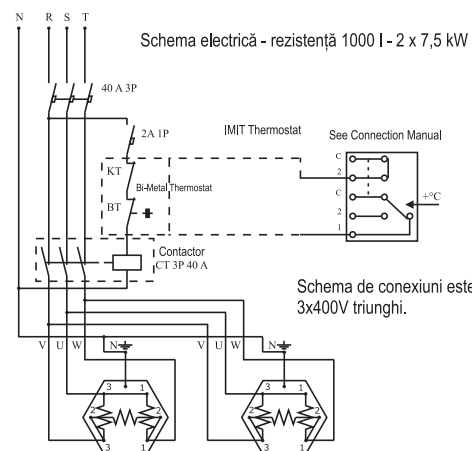 N R S T
Schema electrică - rezistență 1000 l - 2 x 7,5 kW
40 A 3P
2A 1P
IMIT Thermostat
See Connection Manual
KT
C
2
Bi-Metal Thermostat
C
+°C
BT
2
1
Contactor
CT 3P 40 A
Schema de conexiuni este
3x400V triunghi.
V U W N V U W N
3 1 3 1
2 2 2 2
3 1 3 1